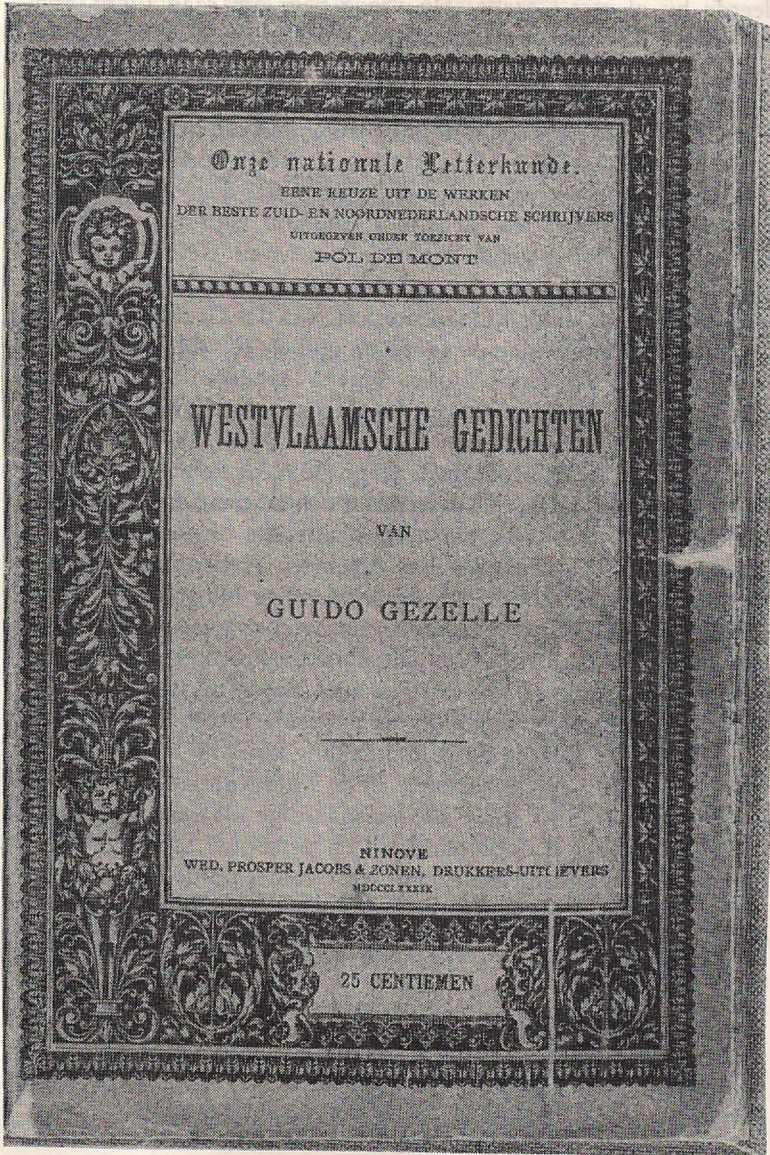 Onze nationale Letterkunde.
EENE KEUZE UIT DE WERKEN
DER BESTE ZUID- EN NOORDNEDERLANDSCHE SCHRIJVERS
UITGEGEVEN ONDER TOEZICHT VAN
POL DE MONT
WESTVLAAMSCHE GEDICHTEN
VAN
GUIDO GEZELLE
NINOVE
WED. PROSPER JACOBS & ZONEN, DRUKKERS-UITGEVERS
MDCCCLXXXIX
25 CENTIEMEN